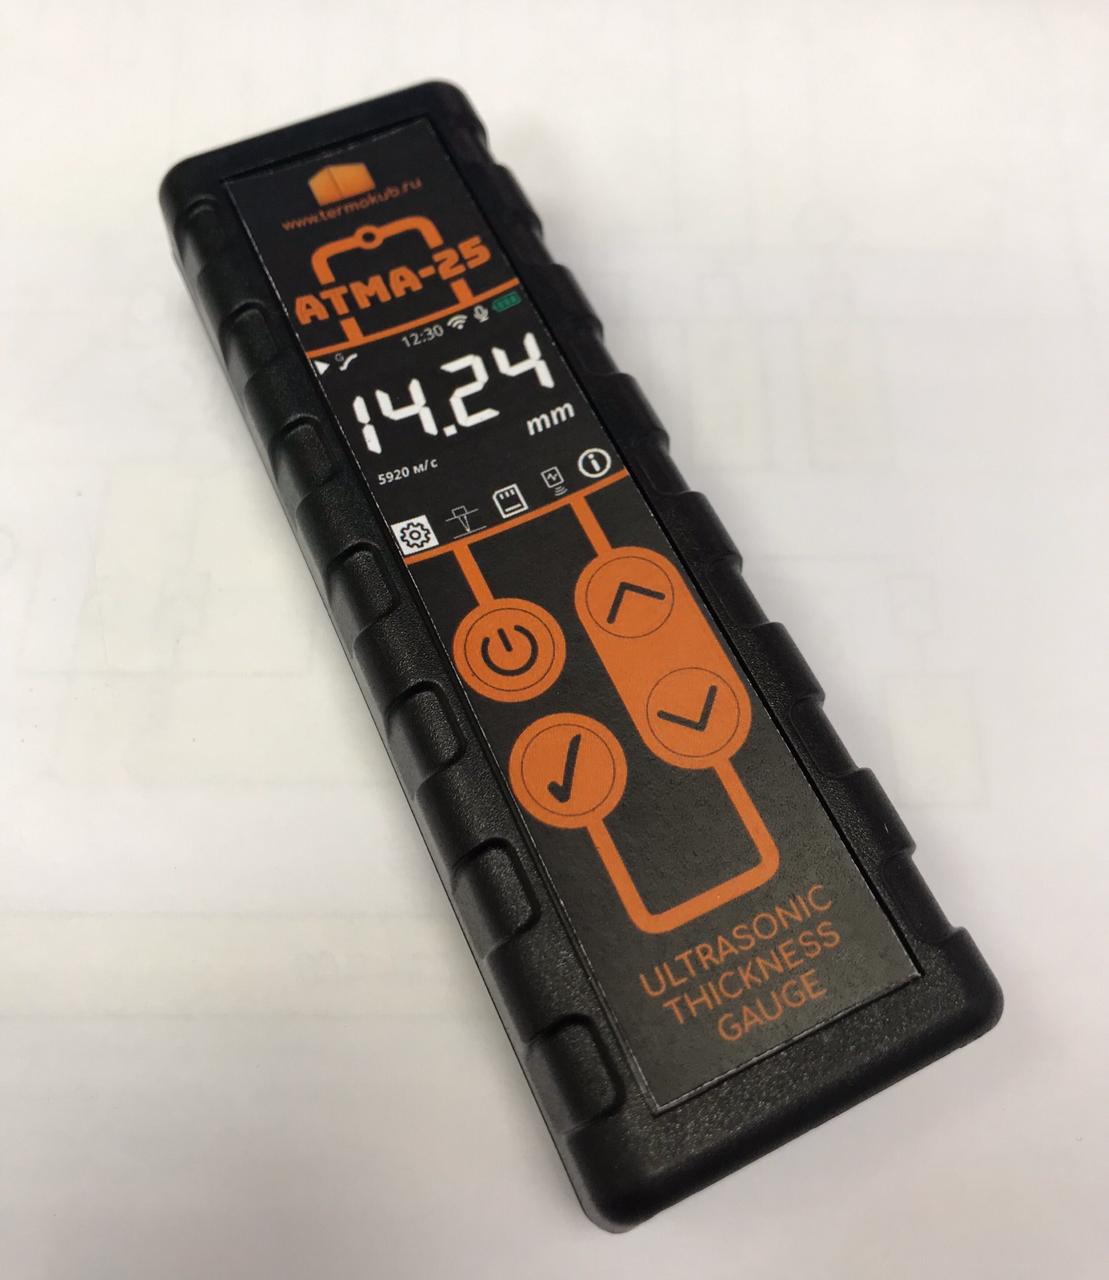 www.termokub.ru
ATMA-25
12:30
G
14.24
mm
5920 м/с
ULTRASONIC
THICKNESS
GAUGE